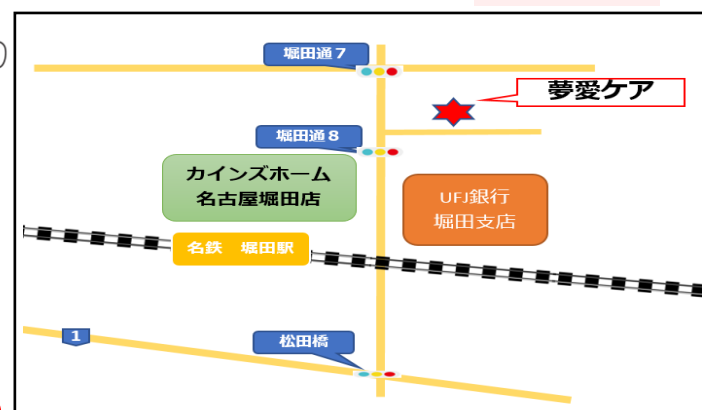 堀田通７
夢愛ケア
堀田通８
カインズホーム
名古屋堀田店
UFJ銀行
堀田支店
名鉄　堀田駅
1
松田橋